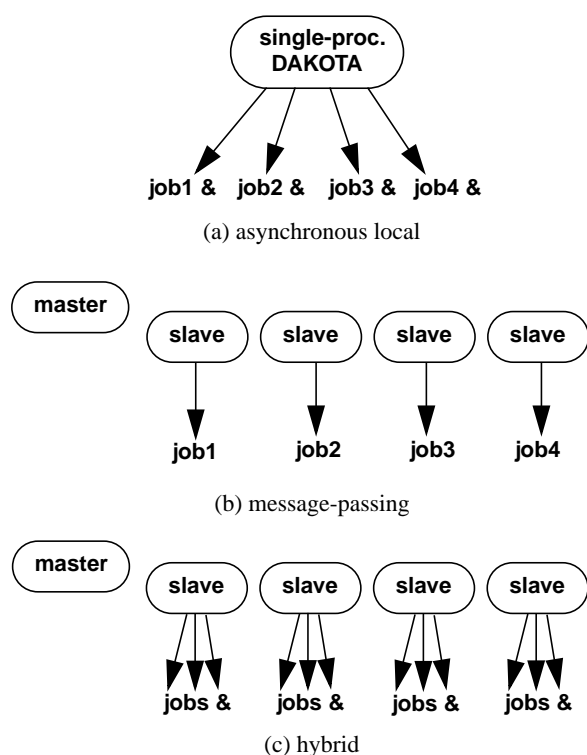 single-proc.
DAKOTA
job1 & job2 & job3 & job4 &
(a) asynchronous local
master
slave slave slave slave
job1 job2 job3 job4
(b) message-passing
master
slave slave slave slave
jobs & jobs & jobs & jobs &
(c) hybrid